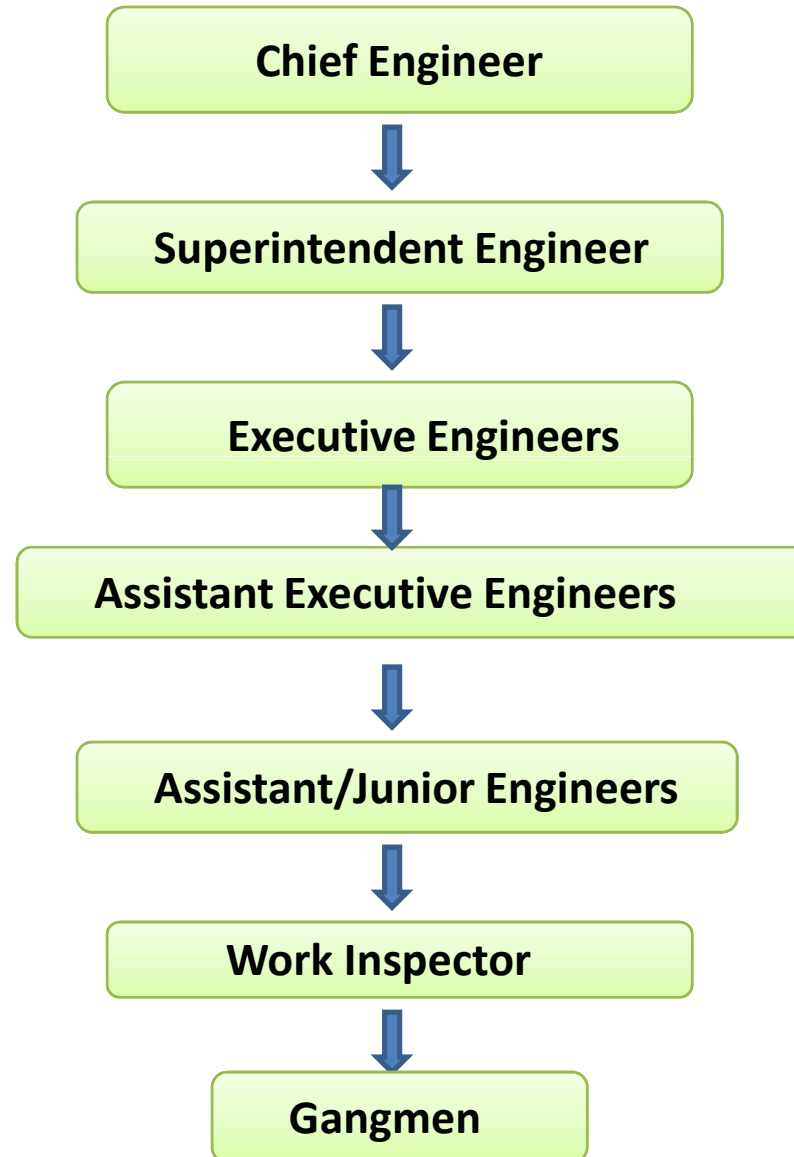 Chief Engineer
Superintendent Engineer
Executive Engineers
Assistant Executive Engineers
Assistant/Junior Engineers
Work Inspector
Gangmen